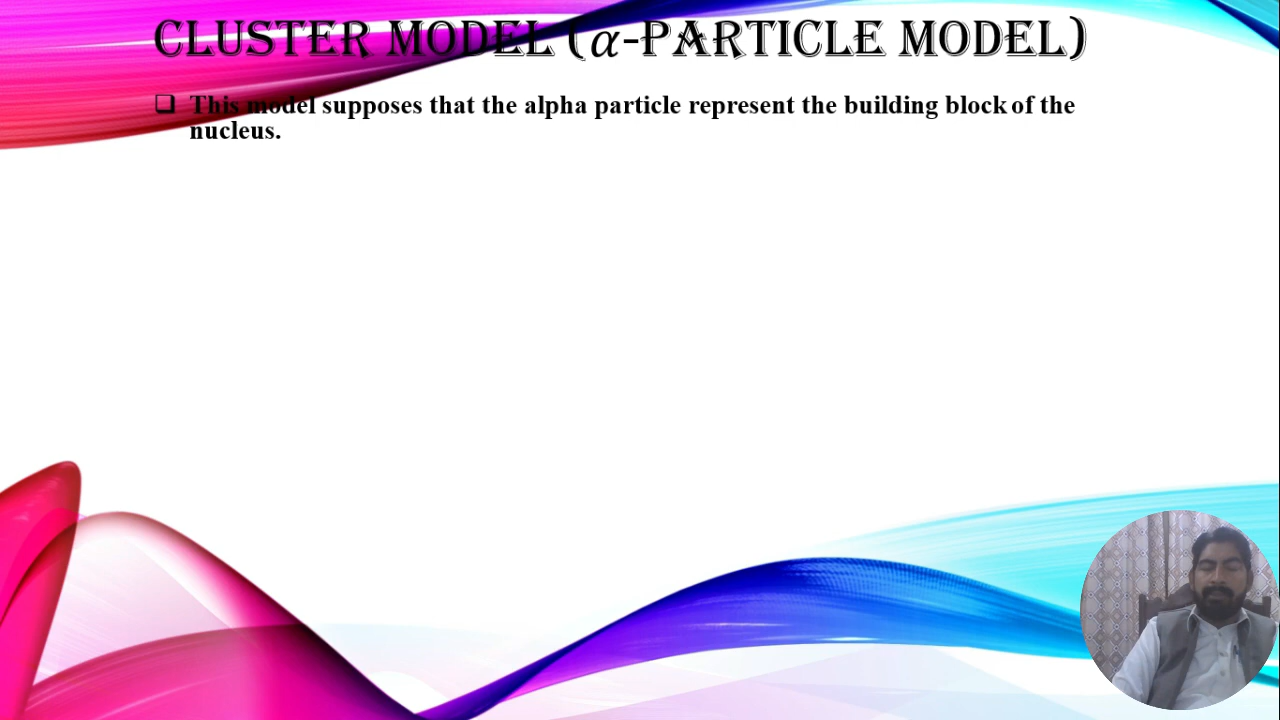 CLUSTER MODEL (α-PARTICLE MODEL)
❑ This model supposes that the alpha particle represent the building block of the
nucleus.